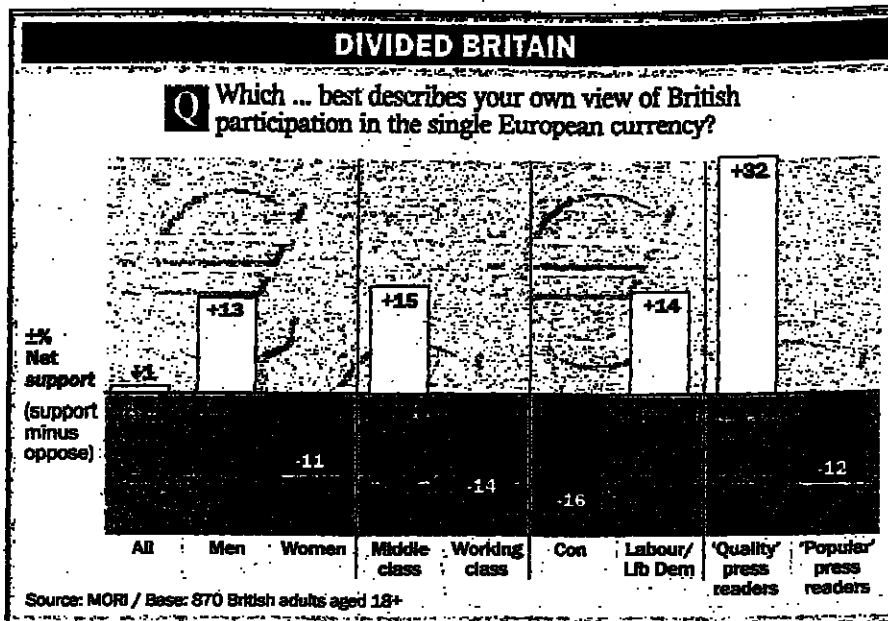 DIVIDED BRITAIN
Q Which ... best describes your own view of British
participation in the single European currency?
+32
+13
+15
+14
+1
±%
Net
support
(support
minus
oppose)
-11
-14
-16
-12
All Men Women Middle class Working class Con Labour/ Lib Dem 'Quality' press readers 'Popular' press readers
Source: MORI / Base: 870 British adults aged 18+